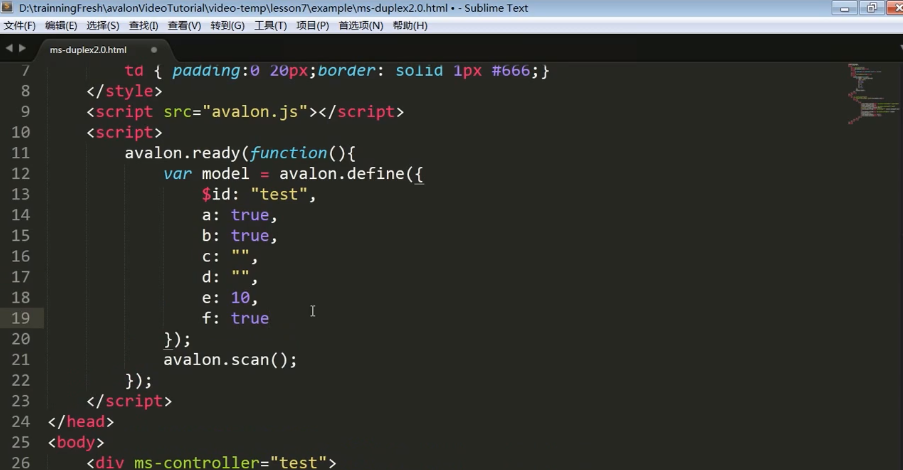 D:\trainningFresh\avalonVideoTutorial\video-temp\lesson7\example\ms-duplex2.0.html • - Sublime Text
文件(F) 编辑(E) 选择(S) 查找(I) 查看(V) 转到(G) 工具(T) 项目(P) 首选项(N) 帮助(H)
ms-duplex2.0.html
7 td { padding:0 20px;border: solid 1px #666;}
8 </style>
9 <script src="avalon.js"></script>
10 <script>
11 avalon.ready(function(){
12 var model = avalon.define({
13 $id: "test",
14 a: true,
15 b: true,
16 c: "",
17 d: "",
18 e: 10,
19 f: true
20 });
21 avalon.scan();
22 });
23 </script>
24 </head>
25 <body>
26 <div ms-controller="test">